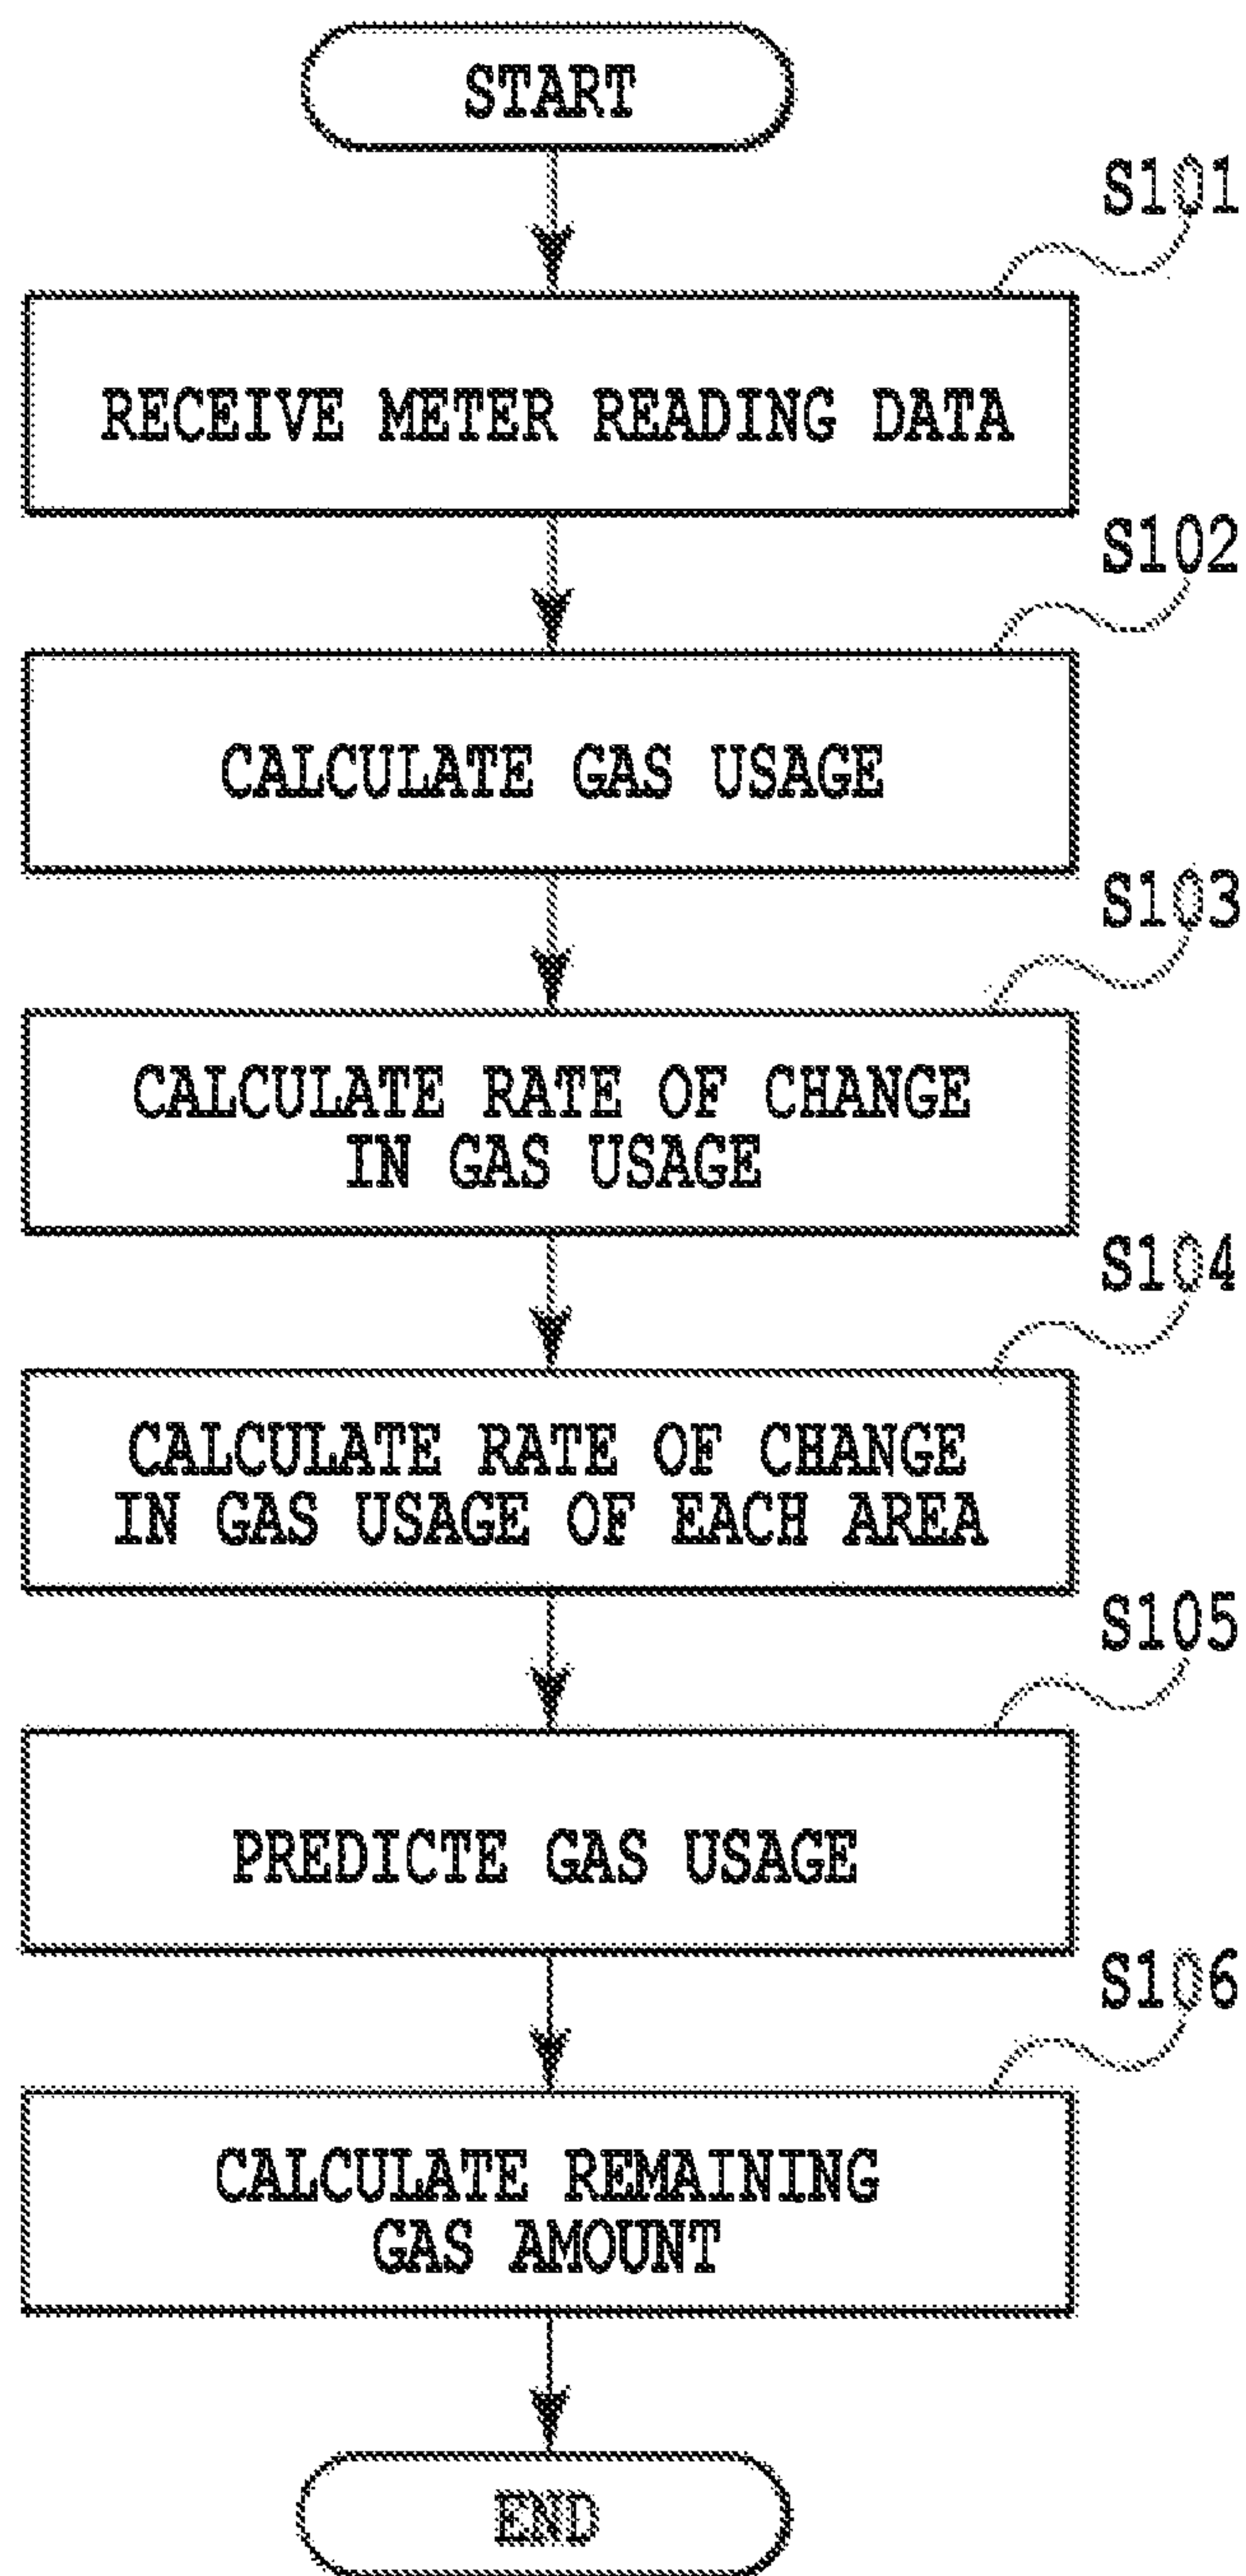 START
S101
RECEIVE METER READING DATA
S102
CALCULATE GAS USAGE
S103
CALCULATE RATE OF CHANGE
IN GAS USAGE
S104
CALCULATE RATE OF CHANGE
IN GAS USAGE OF EACH AREA
S105
PREDICTE GAS USAGE
S106
CALCULATE REMAINING
GAS AMOUNT
END